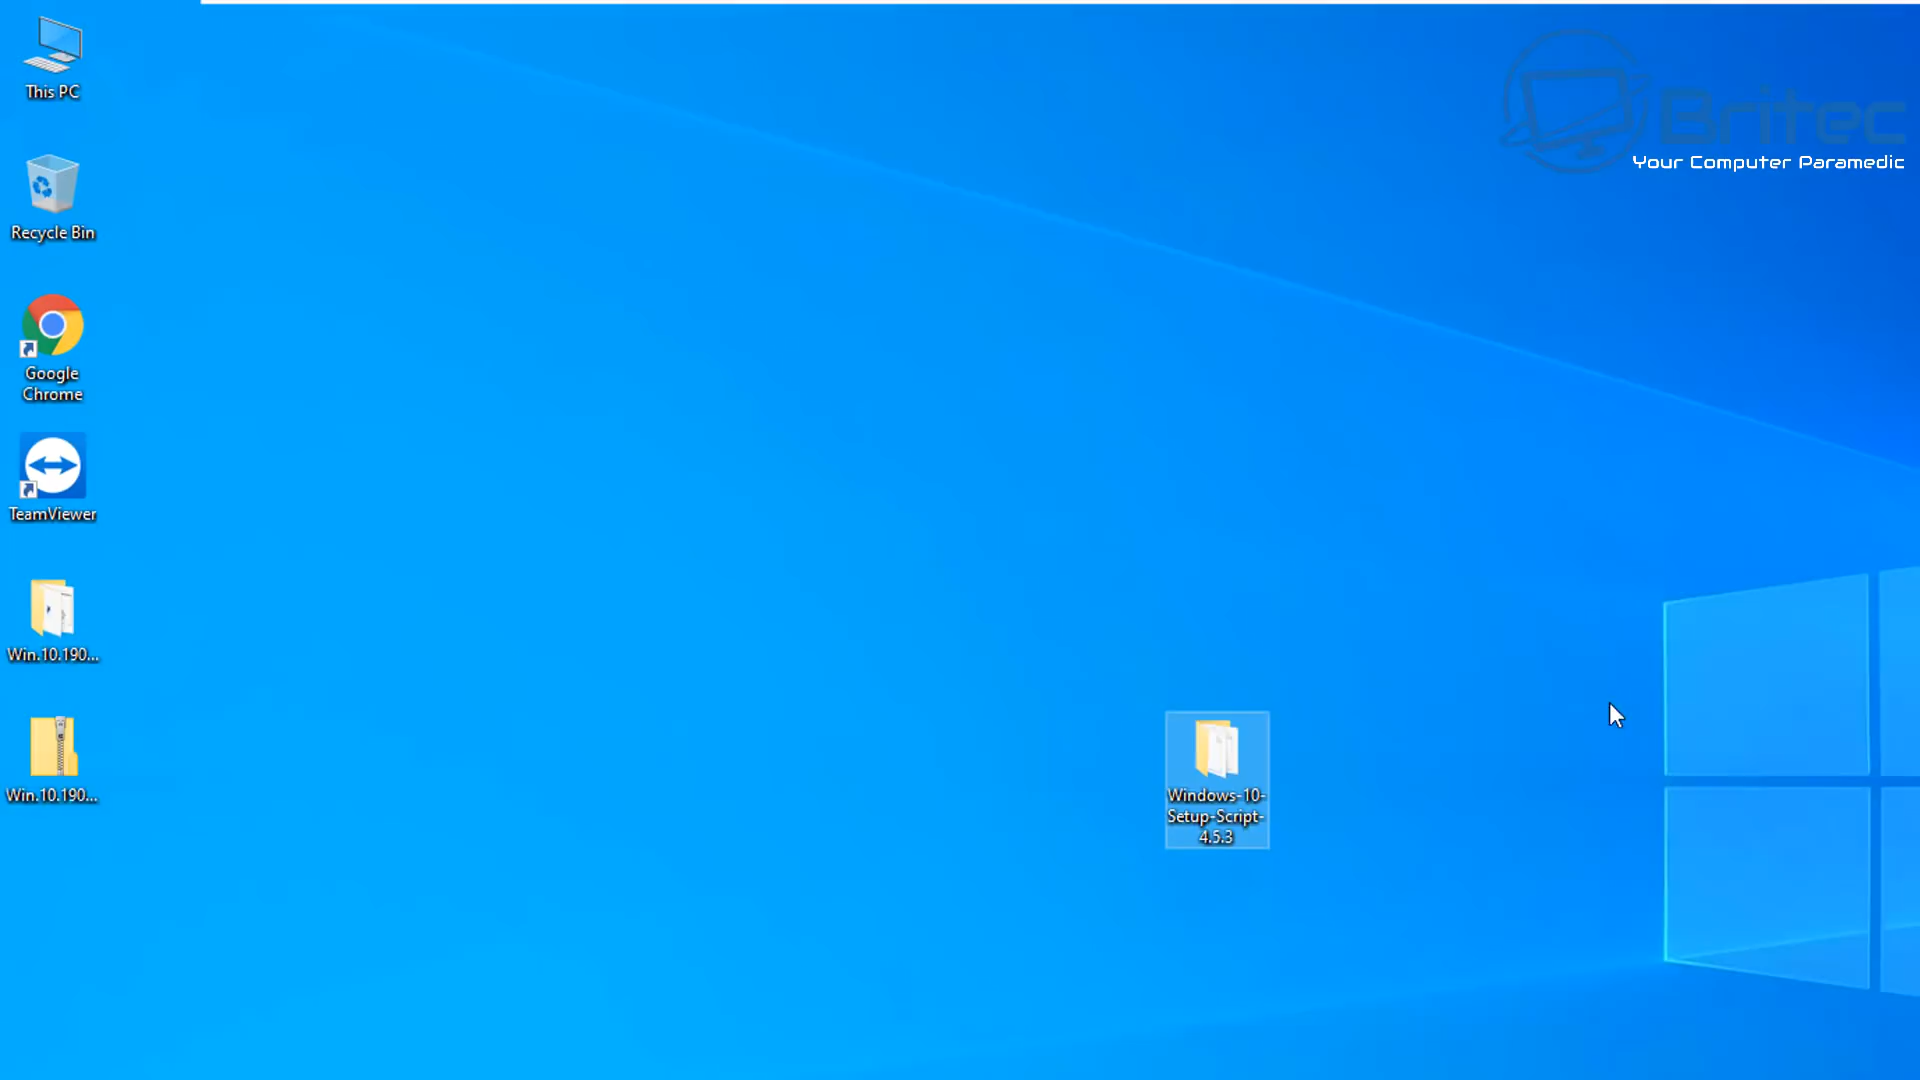 This PC
Recycle Bin
Google
Chrome
TeamViewer
Win.10.190...
Win.10.190...
Windows-10-
Setup-Script-
4.5.3
Britec
Your Computer Paramedic